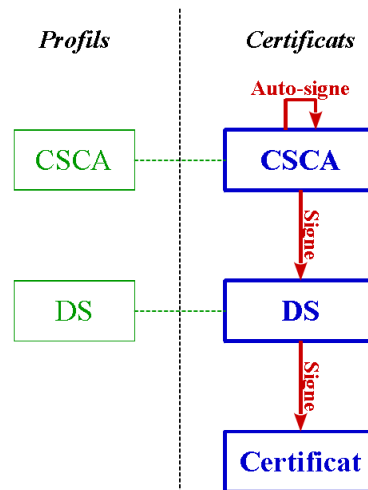 Profils
Certificats
Auto-signe
CSCA
CSCA
Signe
DS
DS
Signe
Certificat